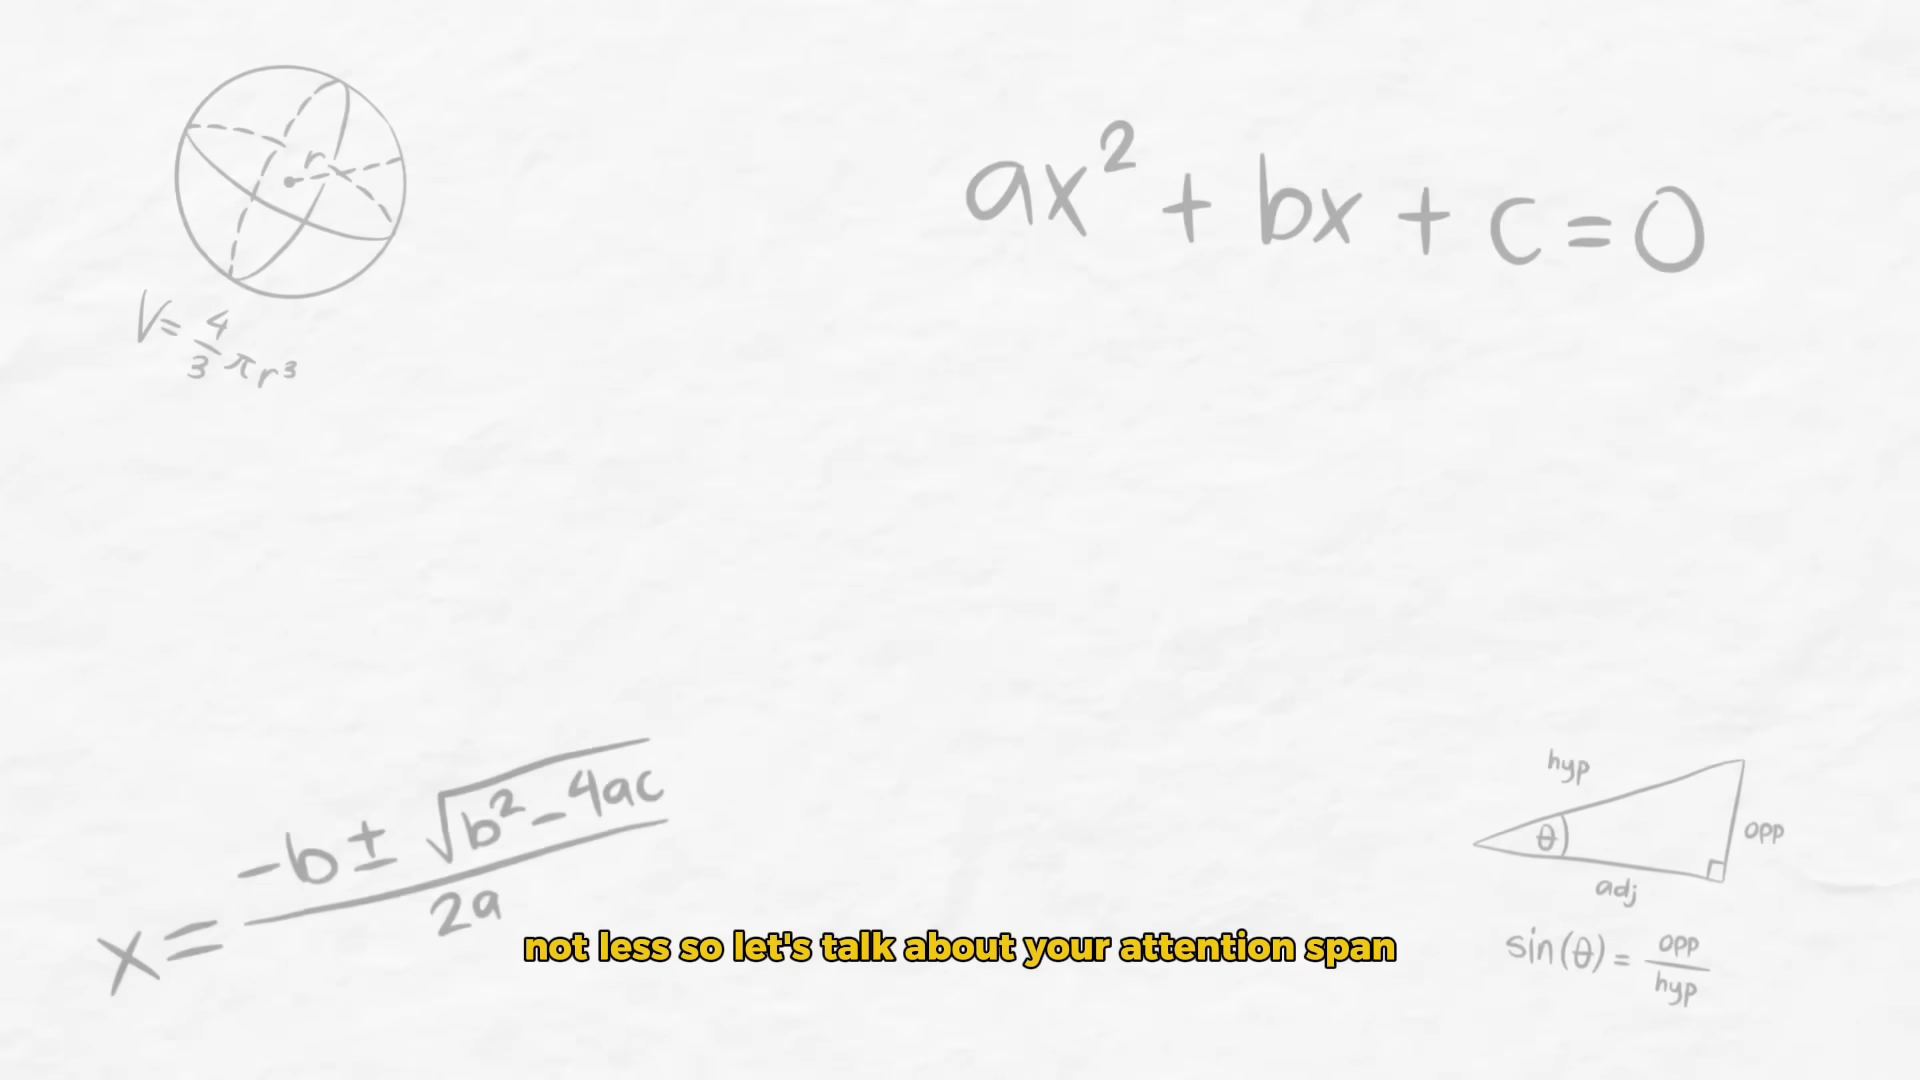 r
V = 4/3 πr³
ax² + bx + c = 0
x = -b ± √b² - 4ac / 2a
hyp
θ
opp
adj
sin(θ) = opp/hyp
not less so let's talk about your attention span